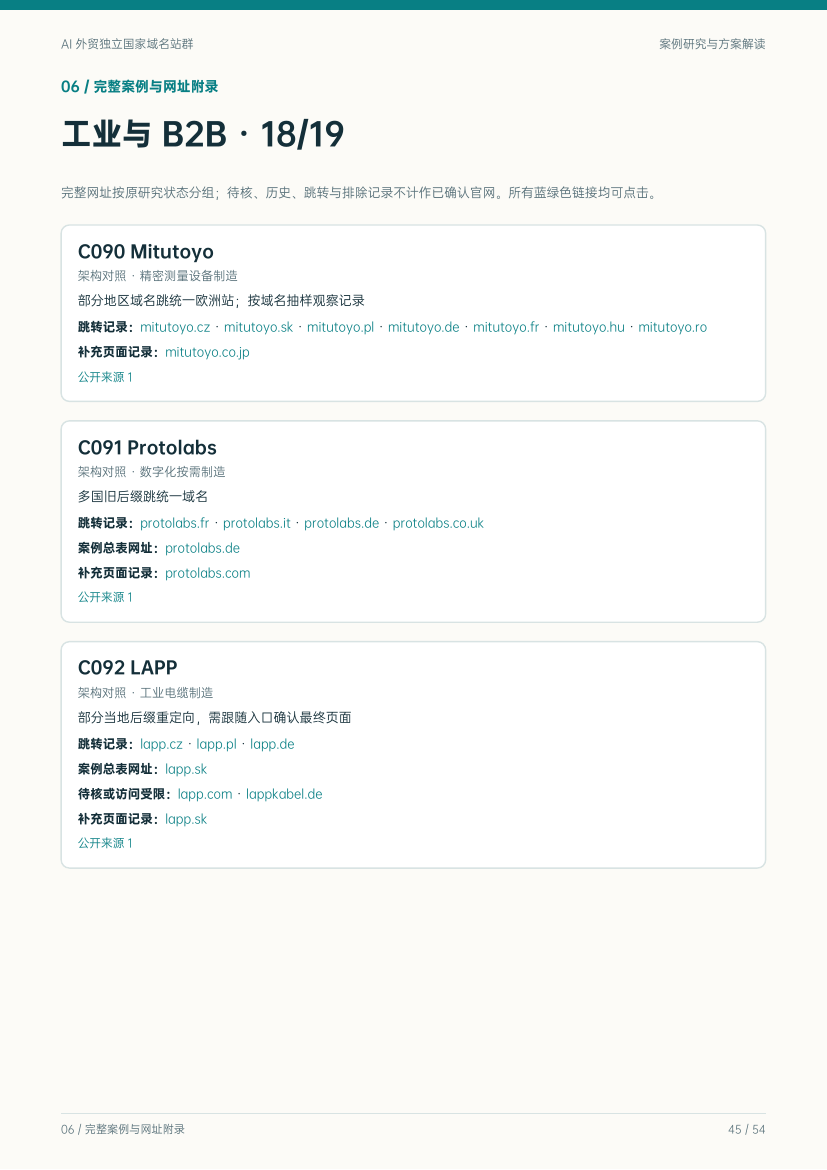 AI 外贸独立国家域名站群
案例研究与方案解读
06 / 完整案例与网址附录
工业与 B2B · 18/19
完整网址按原研究状态分组；待核、历史、跳转与排除记录不计作已确认官网。所有蓝绿色链接均可点击。
C090 Mitutoyo
架构对照 · 精密测量设备制造
部分地区域名跳统一欧洲站；按域名抽样观察记录
跳转记录：mitutoyo.cz · mitutoyo.sk · mitutoyo.pl · mitutoyo.de · mitutoyo.fr · mitutoyo.hu · mitutoyo.ro
补充页面记录：mitutoyo.co.jp
公开来源 1
C091 Protolabs
架构对照 · 数字化按需制造
多国旧后缀跳统一域名
跳转记录：protolabs.fr · protolabs.it · protolabs.de · protolabs.co.uk
案例总表网址：protolabs.de
补充页面记录：protolabs.com
公开来源 1
C092 LAPP
架构对照 · 工业电缆制造
部分当地后缀重定向，需跟随入口确认最终页面
跳转记录：lapp.cz · lapp.pl · lapp.de
案例总表网址：lapp.sk
待核或访问受限：lapp.com · lappkabel.de
补充页面记录：lapp.sk
公开来源 1
06 / 完整案例与网址附录
45 / 54